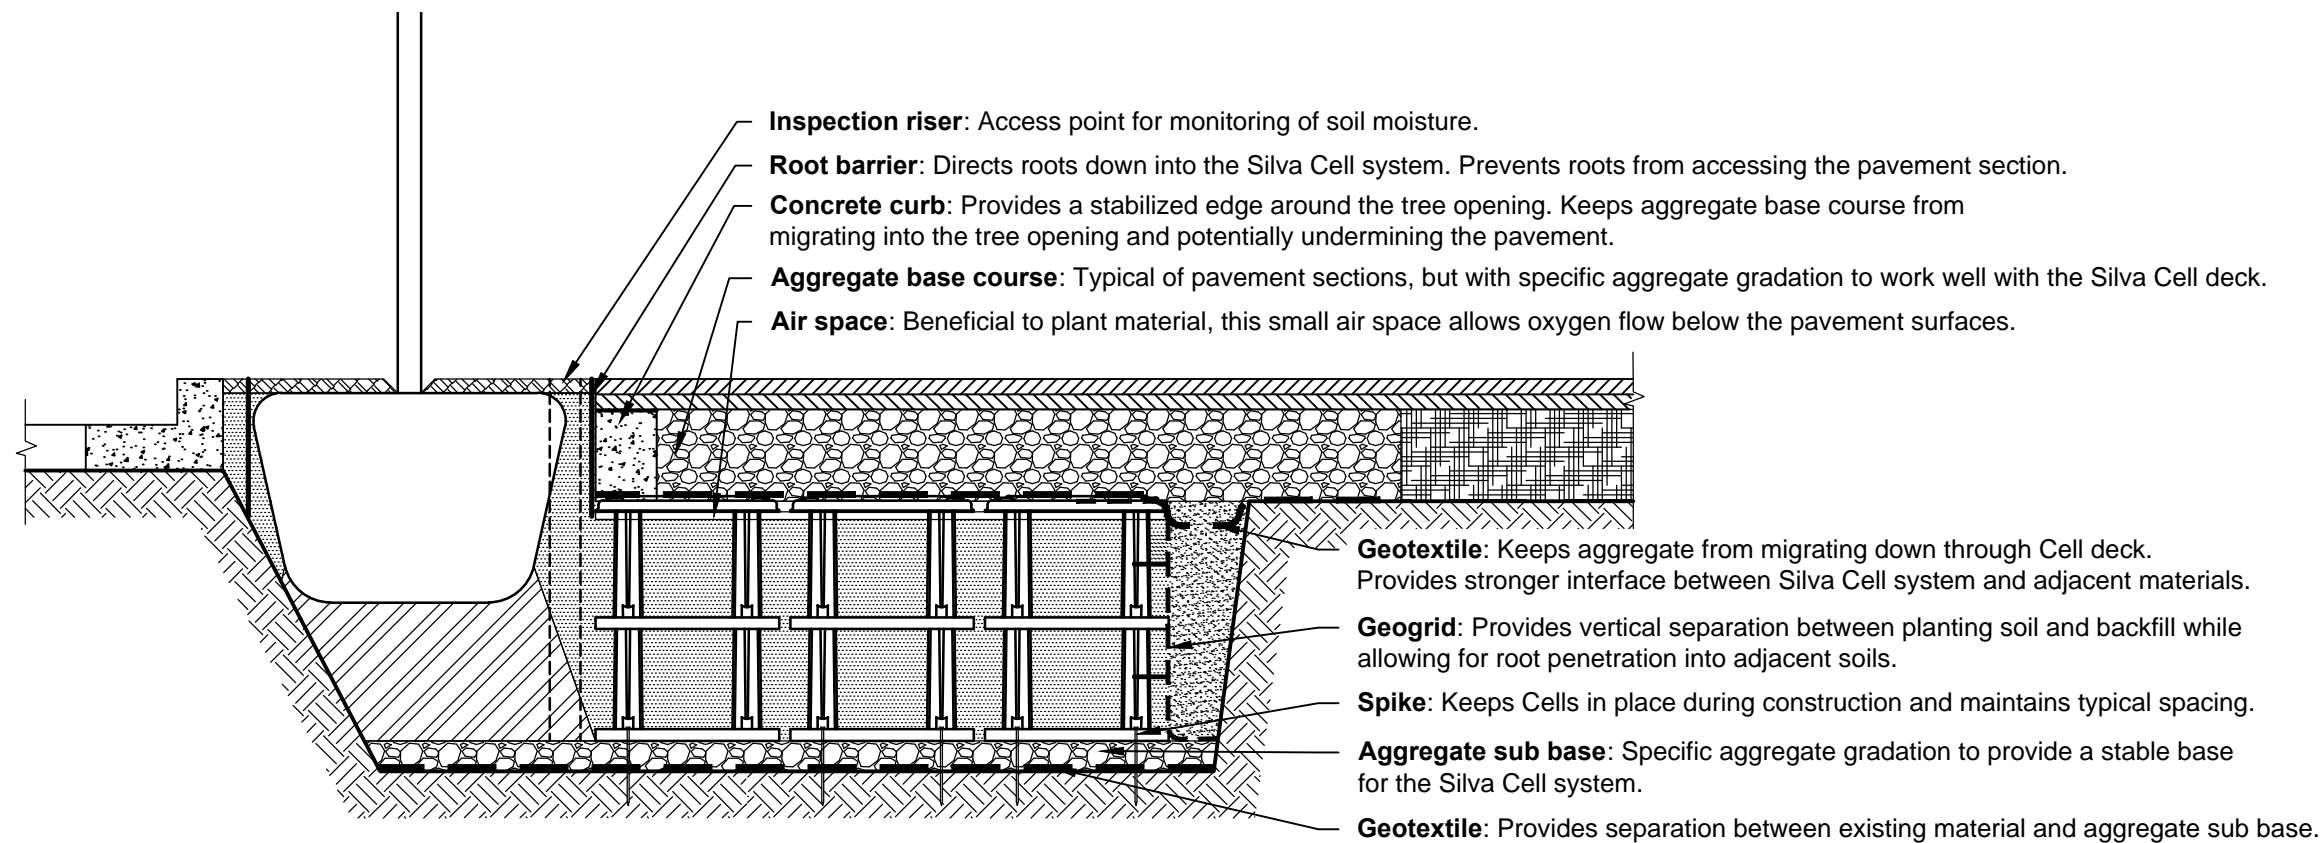 Inspection riser: Access point for monitoring of soil moisture.
Root barrier: Directs roots down into the Silva Cell system. Prevents roots from accessing the pavement section.
Concrete curb: Provides a stabilized edge around the tree opening. Keeps aggregate base course from
migrating into the tree opening and potentially undermining the pavement.
Aggregate base course: Typical of pavement sections, but with specific aggregate gradation to work well with the Silva Cell deck.
Air space: Beneficial to plant material, this small air space allows oxygen flow below the pavement surfaces.
Geotextile: Keeps aggregate from migrating down through Cell deck.
Provides stronger interface between Silva Cell system and adjacent materials.
Geogrid: Provides vertical separation between planting soil and backfill while
allowing for root penetration into adjacent soils.
Spike: Keeps Cells in place during construction and maintains typical spacing.
Aggregate sub base: Specific aggregate gradation to provide a stable base
for the Silva Cell system.
Geotextile: Provides separation between existing material and aggregate sub base.